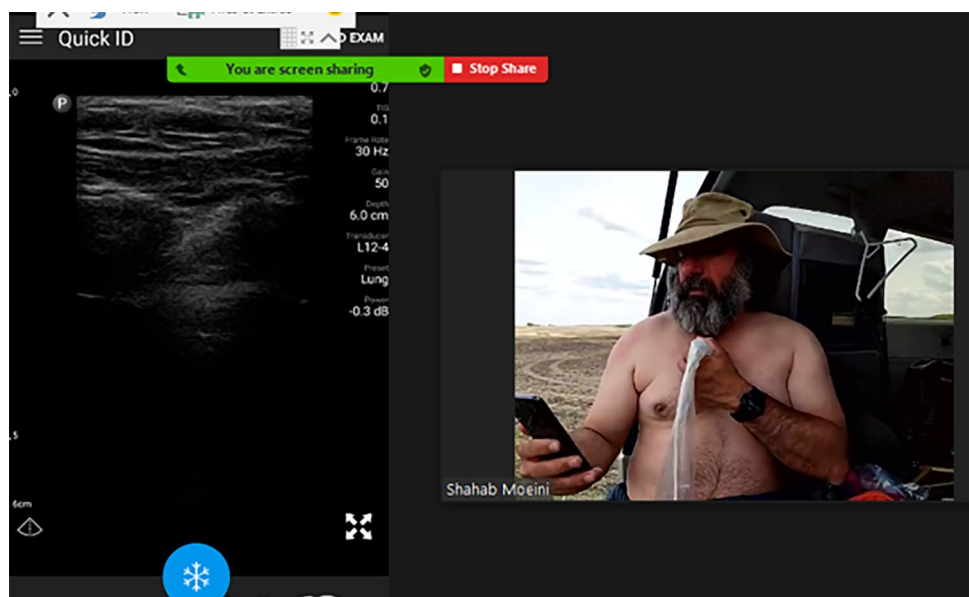 Quick ID
EXAM
You are screen sharing
Stop Share
P
0.7
0.1
Frame Rate
30 Hz
Gain
50
Depth
6.0 cm
Transducer
L12-4
Preset
Lung
Power
-0.3 dB
5
6cm
Shahab Moeini